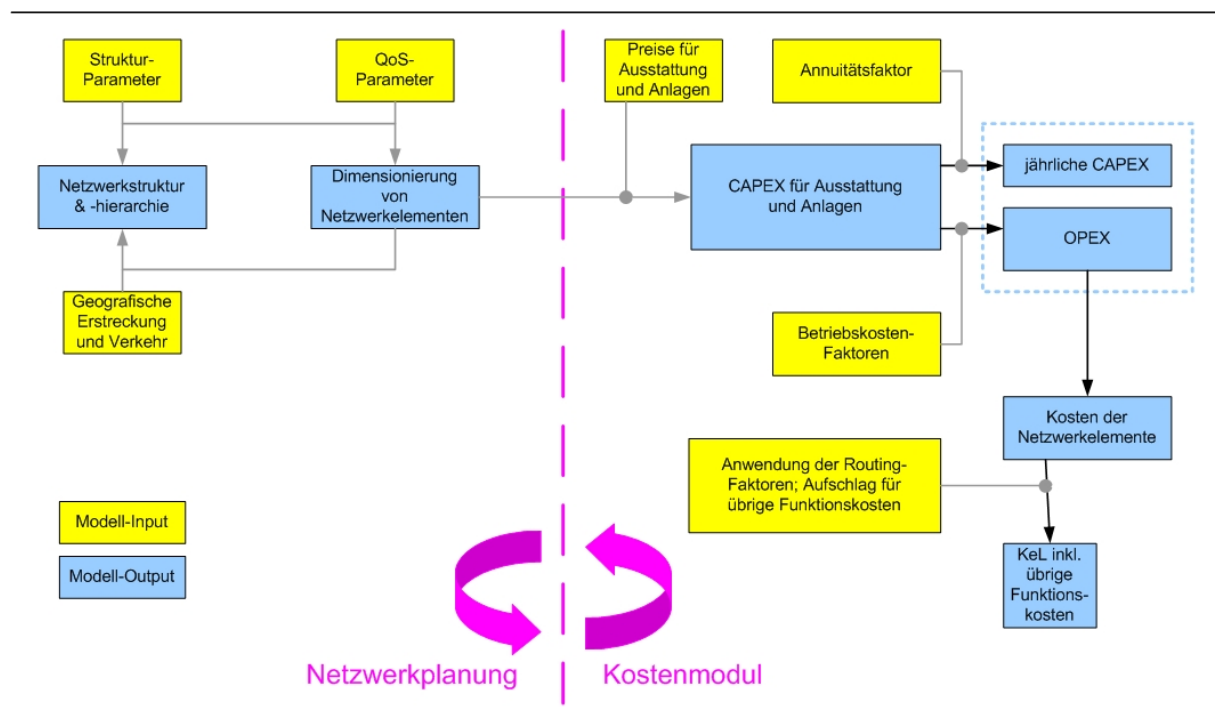 Struktur-
Parameter
QoS-
Parameter
Preise für
Ausstattung
und Anlagen
Annuitätsfaktor
Netzwerkstruktur
& -hierarchie
Dimensionierung
von
Netzwerkelementen
CAPEX für Ausstattung
und Anlagen
jährliche CAPEX
OPEX
Geografische
Erstreckung
und Verkehr
Betriebskosten-
Faktoren
Kosten der
Netzwerkelemente
Anwendung der Routing-
Faktoren; Aufschlag für
übrige Funktionskosten
Modell-Input
Modell-Output
KeL inkl.
übrige
Funktions-
kosten
Netzwerkplanung
Kostenmodul